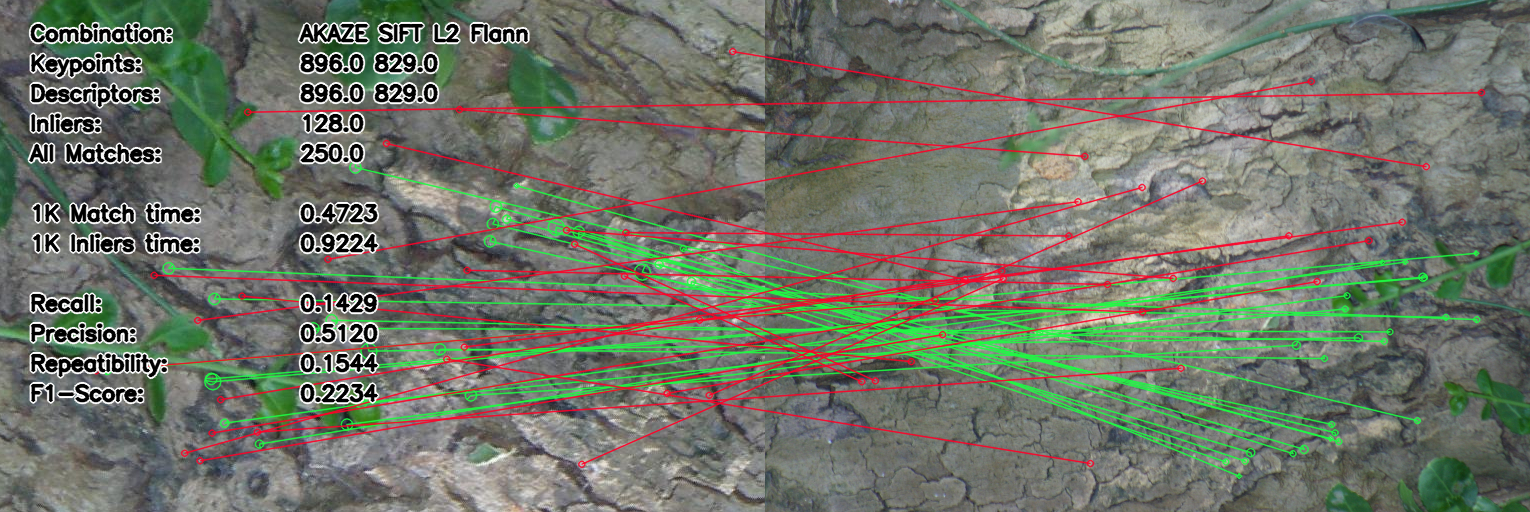 Combination: AKAZE SIFT L2 Flann
Keypoints: 896.0 829.0
Descriptors: 896.0 829.0
Inliers: 128.0
All Matches: 250.0
1K Match time: 0.4723
1K Inliers time: 0.9224
Recall: 0.1429
Precision: 0.5120
Repeatibility: 0.1544
F1-Score: 0.2234